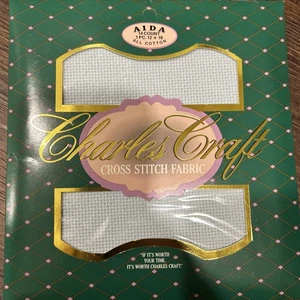 AIDA
14 COUNT
1 PC. 12 x 18
ALL COTTON
Charles Craft
CROSS STITCH FABRIC
"IF IT'S WORTH
YOUR TIME,
IT'S WORTH CHARLES CRAFT."